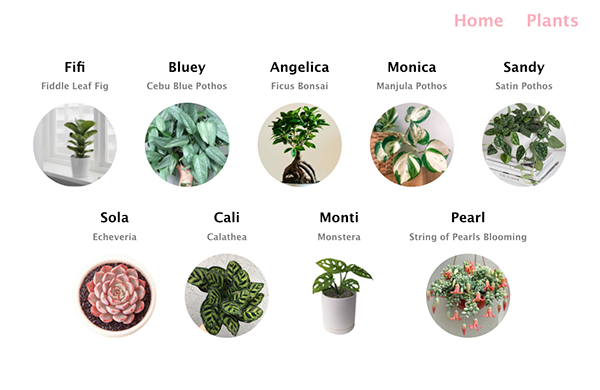 Home Plants
Fifi Bluey Angelica Monica Sandy
Fiddle Leaf Fig Cebu Blue Pothos Ficus Bonsai Manjula Pothos Satin Pothos
Sola Cali Monti Pearl
Echeveria Calathea Monstera String of Pearls Blooming